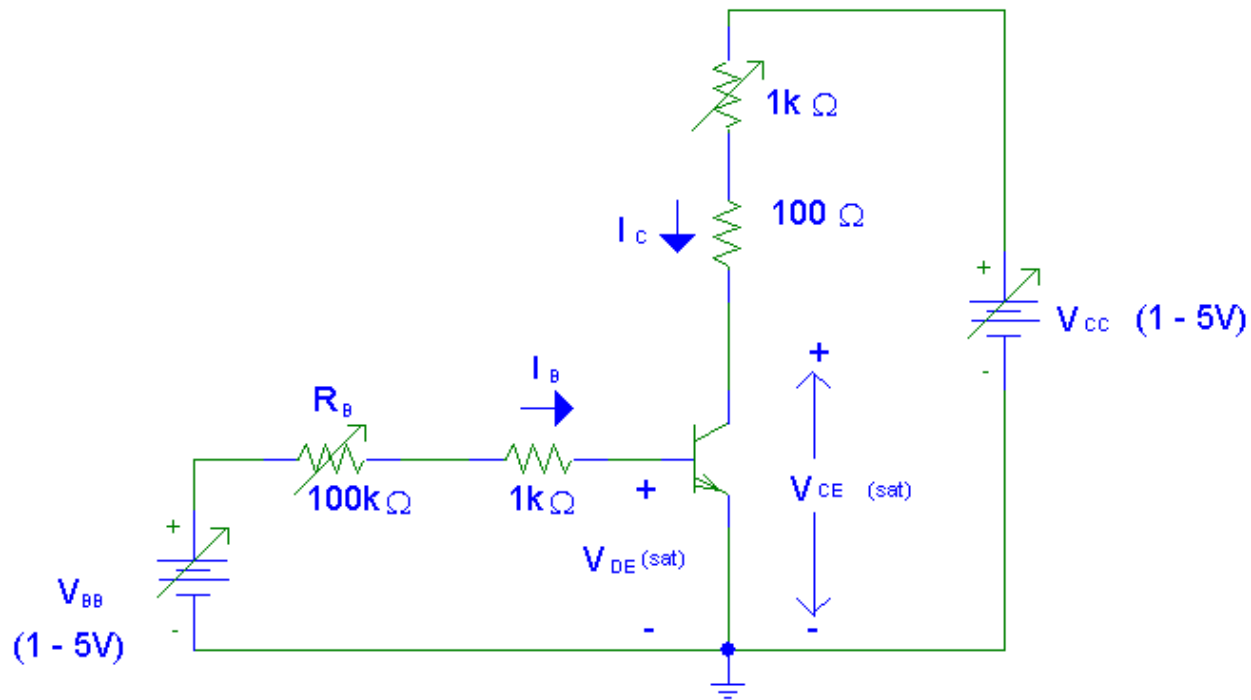 1k Ω
100 Ω
I C
+
V CC (1 - 5V)
-
+
I B
R B
100k Ω
1k Ω
+
V CE (sat)
+
V DE (sat)
V BB
(1 - 5V)
-
-
-